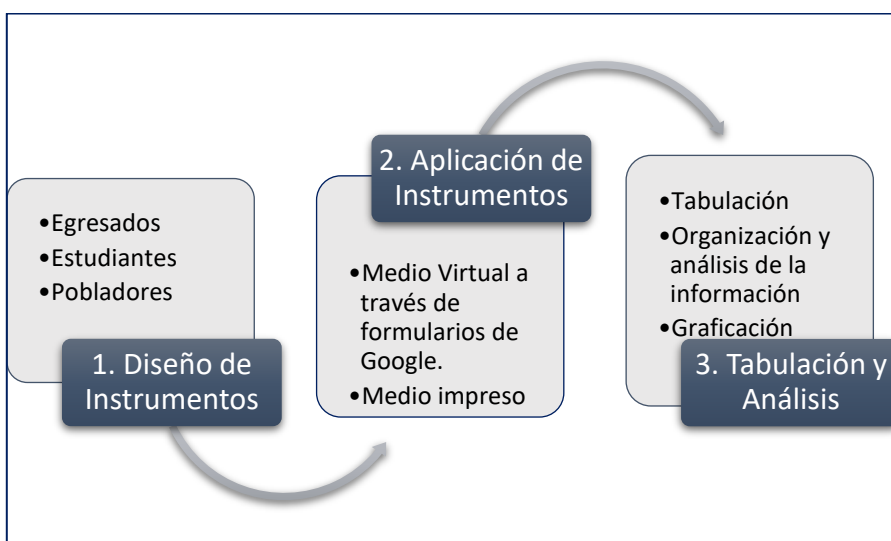 •Egresados
•Estudiantes
•Pobladores
1. Diseño de
Instrumentos
2. Aplicación de
Instrumentos
•Medio Virtual a
través de
formularios de
Google.
•Medio impreso
•Tabulación
•Organización y
análisis de la
información
•Graficación
3. Tabulación y
Análisis